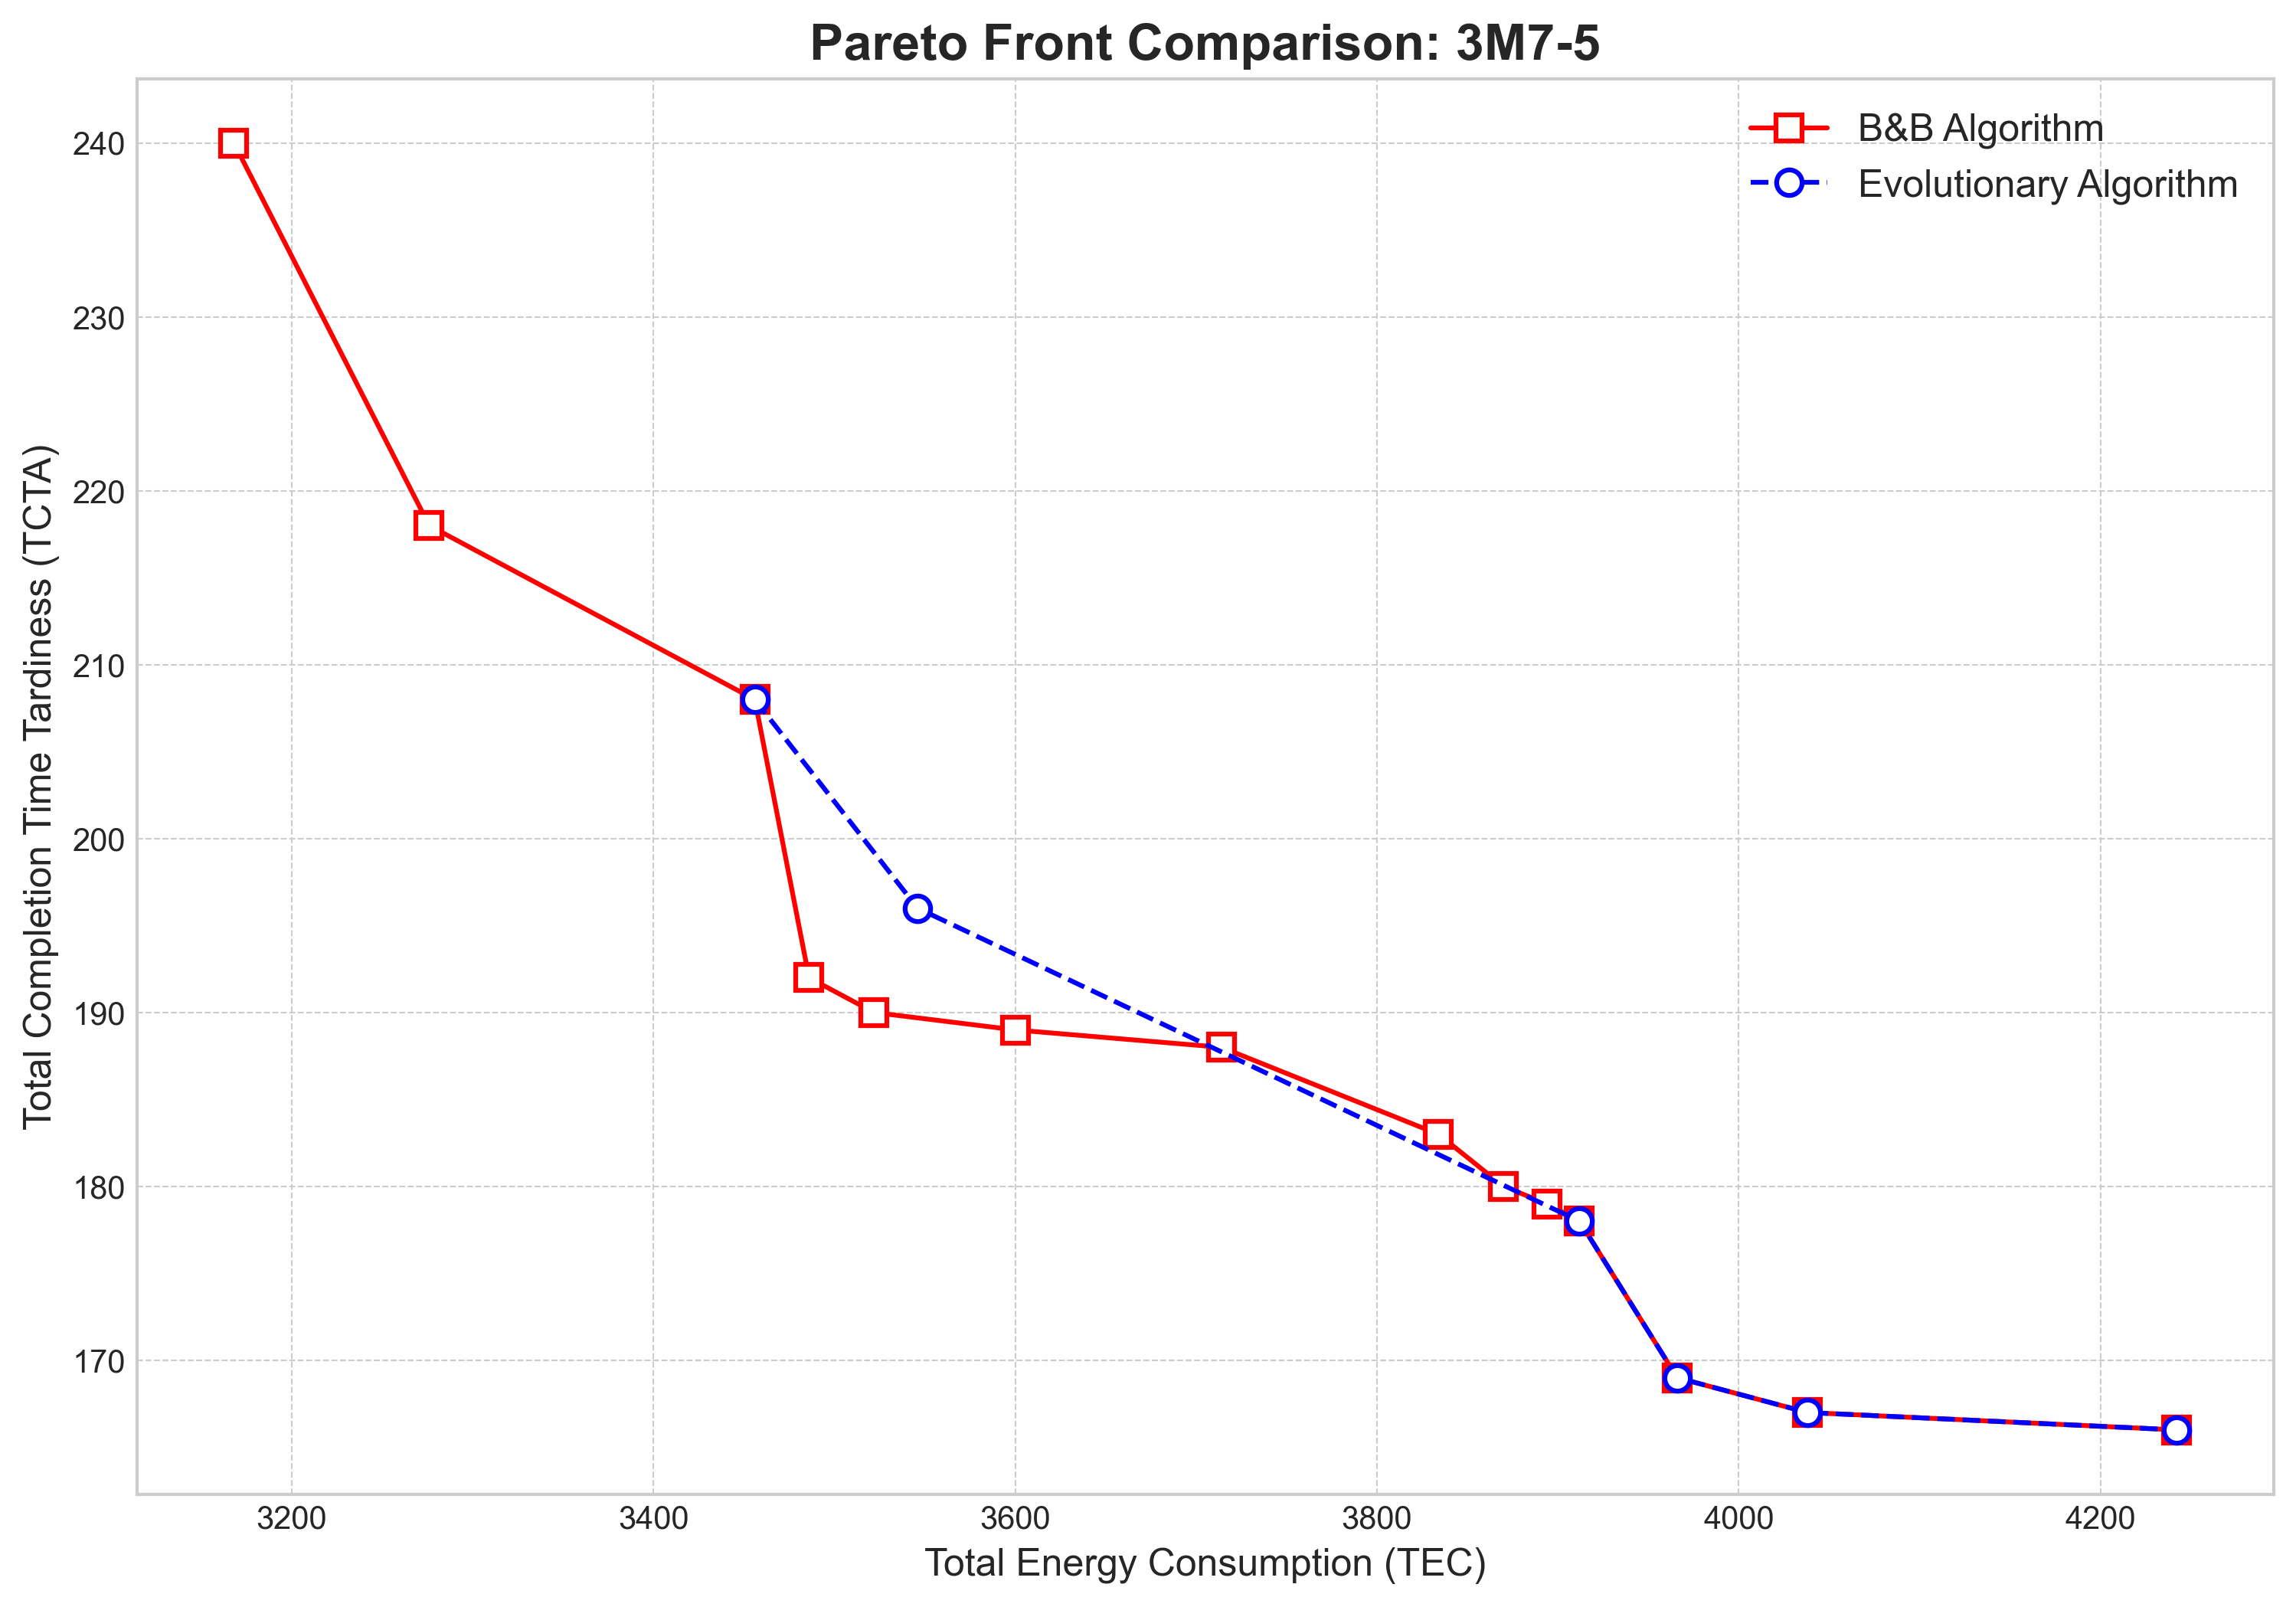 Pareto Front Comparison: 3M7-5
B&B Algorithm
Evolutionary Algorithm
Total Completion Time Tardiness (TCTA)
240
230
220
210
200
190
180
170
3200 3400 3600 3800 4000 4200
Total Energy Consumption (TEC)